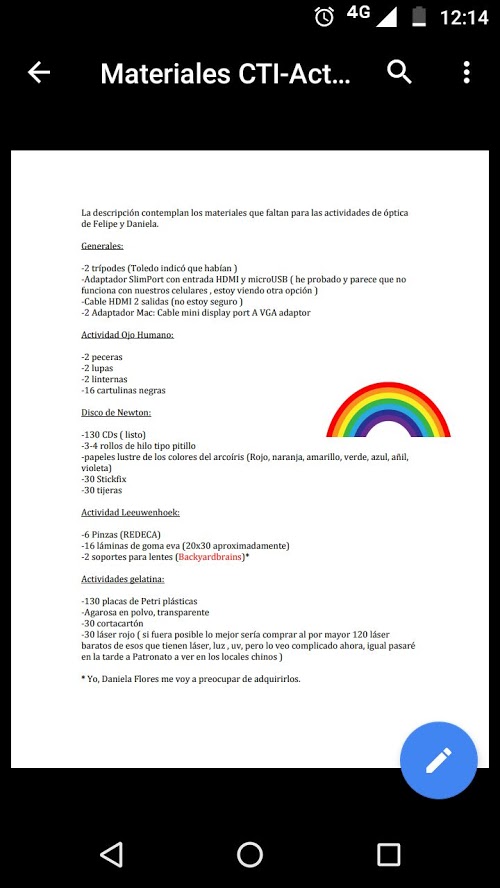 4G 12:14
Materiales CTI-Act...
La descripción contemplan los materiales que faltan para las actividades de óptica
de Felipe y Daniela.
Generales:
-2 trípodes (Toledo indicó que habían )
-Adaptador SlimPort con entrada HDMI y microUSB ( he probado y parece que no
funciona con nuestros celulares , estoy viendo otra opción )
-Cable HDMI 2 salidas (no estoy seguro )
-2 Adaptador Mac: Cable mini display port A VGA adaptor
Actividad Ojo Humano:
-2 peceras
-2 lupas
-2 linternas
-16 cartulinas negras
Disco de Newton:
-130 CDs ( listo)
-3-4 rollos de hilo tipo pitillo
-papeles lustre de los colores del arcoíris (Rojo, naranja, amarillo, verde, azul, añil,
violeta)
-30 Stickfix
-30 tijeras
Actividad Leeuwenhoek:
-6 Pinzas (REDECA)
-16 láminas de goma eva (20x30 aproximadamente)
-2 soportes para lentes (Backyardbrains)*
Actividades gelatina:
-130 placas de Petri plásticas
-Agarosa en polvo, transparente
-30 cortacartón
-30 láser rojo ( si fuera posible lo mejor sería comprar al por mayor 120 láser
baratos de esos que tienen láser, luz , uv, pero lo veo complicado ahora, igual pasaré
en la tarde a Patronato a ver en los locales chinos )
* Yo, Daniela Flores me voy a preocupar de adquirirlos.